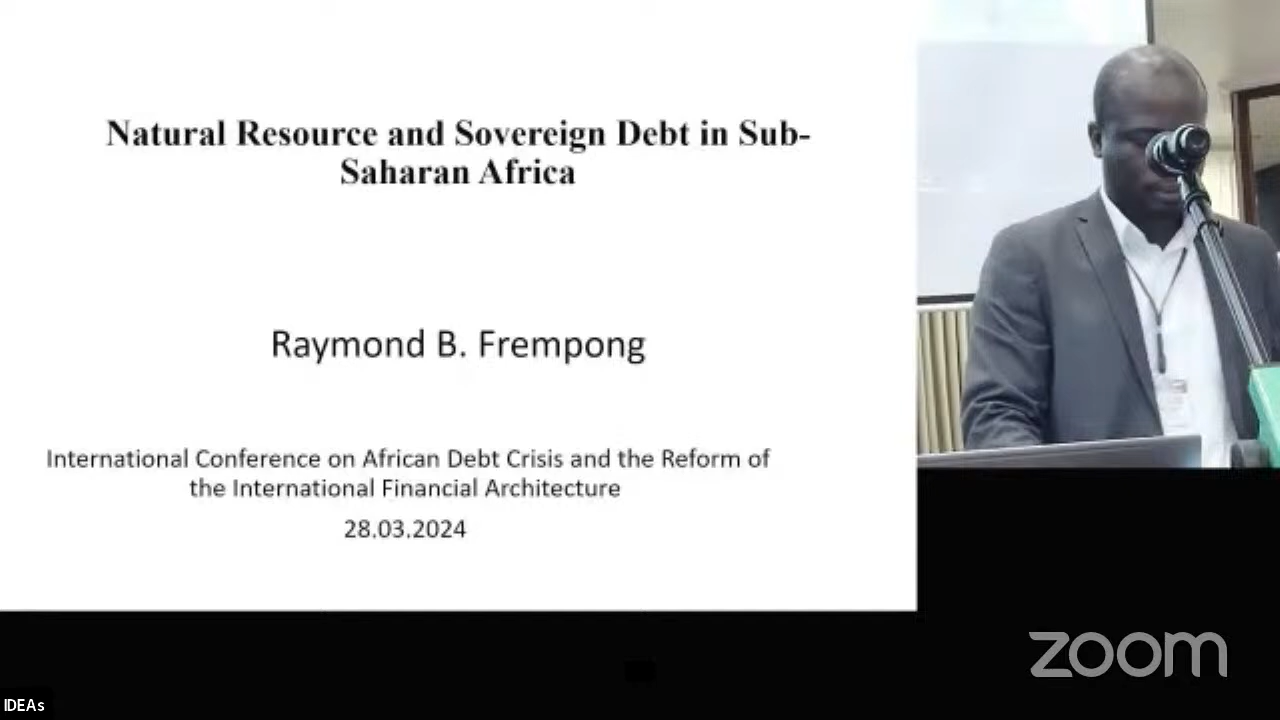 Natural Resource and Sovereign Debt in Sub-
Saharan Africa
Raymond B. Frempong
International Conference on African Debt Crisis and the Reform of
the International Financial Architecture
28.03.2024
zoom
IDEAs